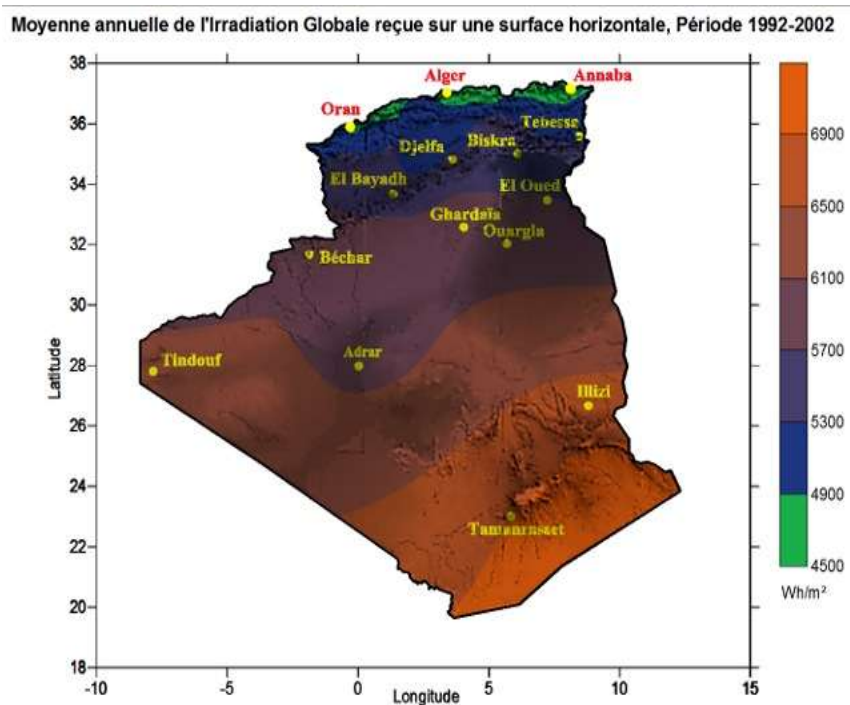 Moyenne annuelle de l'Irradiation Globale reçue sur une surface horizontale, Période 1992-2002
38
36
34
32
30
28
26
24
22
20
18
Latitude
-10
-5
0
5
10
15
Longitude
Alger
Annaba
Oran
Tebessa
Biskra
Djelfa
El Bayadh
El Oued
Ghardaïa
Ouargla
Béchar
Adrar
Tindouf
Illizi
Tamanrasset
6900
6500
6100
5700
5300
4900
4500
Wh/m²